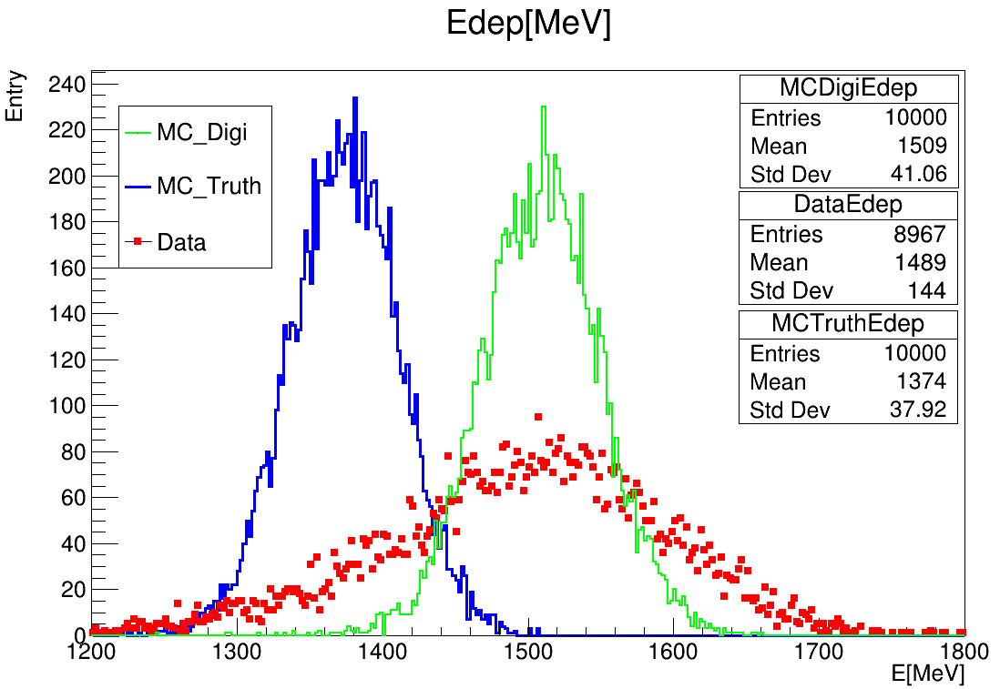 Edep[MeV]
Entry
240
220
200
180
160
140
120
100
80
60
40
20
0
MC_Digi
MC_Truth
Data
MCDigiEdep
Entries 10000
Mean 1509
Std Dev 41.06
DataEdep
Entries 8967
Mean 1489
Std Dev 144
MCTruthEdep
Entries 10000
Mean 1374
Std Dev 37.92
1200 1300 1400 1500 1600 1700 1800
E[MeV]